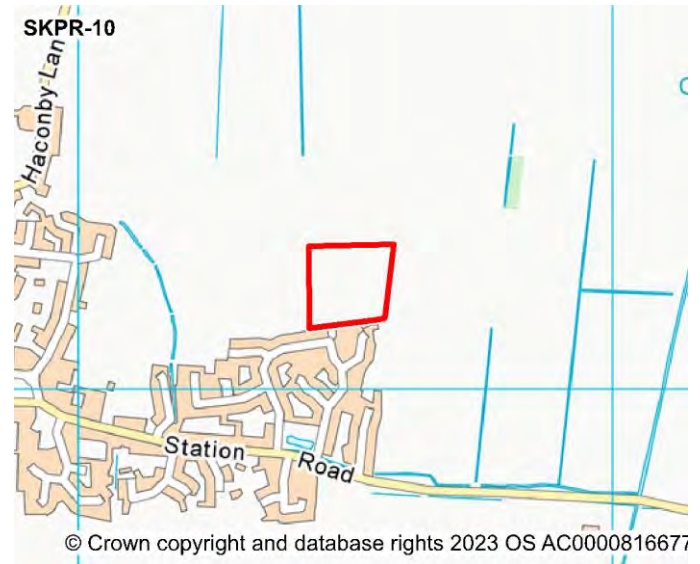 SKPR-10
Haconby Lan
Station Road
© Crown copyright and database rights 2023 OS AC0000816677